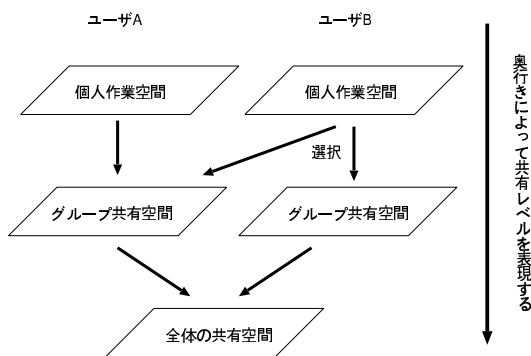 ユーザA
ユーザB
個人作業空間
個人作業空間
選択
グループ共有空間
グループ共有空間
全体の共有空間
奥行きによって共有レベルを表現する